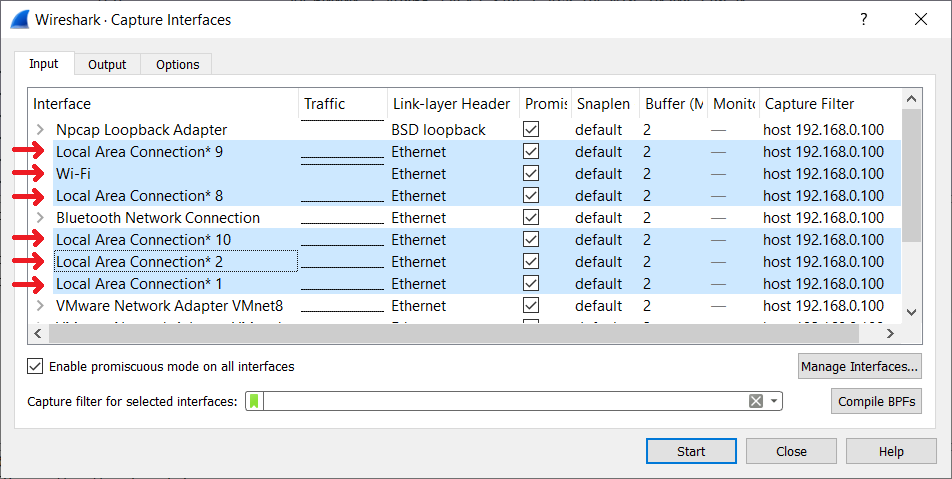 Wireshark · Capture Interfaces
Input Output Options
Interface Traffic Link-layer Header Promis Snaplen Buffer (M Monito Capture Filter
Npcap Loopback Adapter BSD loopback default 2 — host 192.168.0.100
Local Area Connection* 9 Ethernet default 2 — host 192.168.0.100
Wi-Fi Ethernet default 2 — host 192.168.0.100
Local Area Connection* 8 Ethernet default 2 — host 192.168.0.100
Bluetooth Network Connection Ethernet default 2 — host 192.168.0.100
Local Area Connection* 10 Ethernet default 2 — host 192.168.0.100
Local Area Connection* 2 Ethernet default 2 — host 192.168.0.100
Local Area Connection* 1 Ethernet default 2 — host 192.168.0.100
VMware Network Adapter VMnet8 Ethernet default 2 — host 192.168.0.100
Enable promiscuous mode on all interfaces
Manage Interfaces...
Capture filter for selected interfaces:
Compile BPFs
Start Close Help